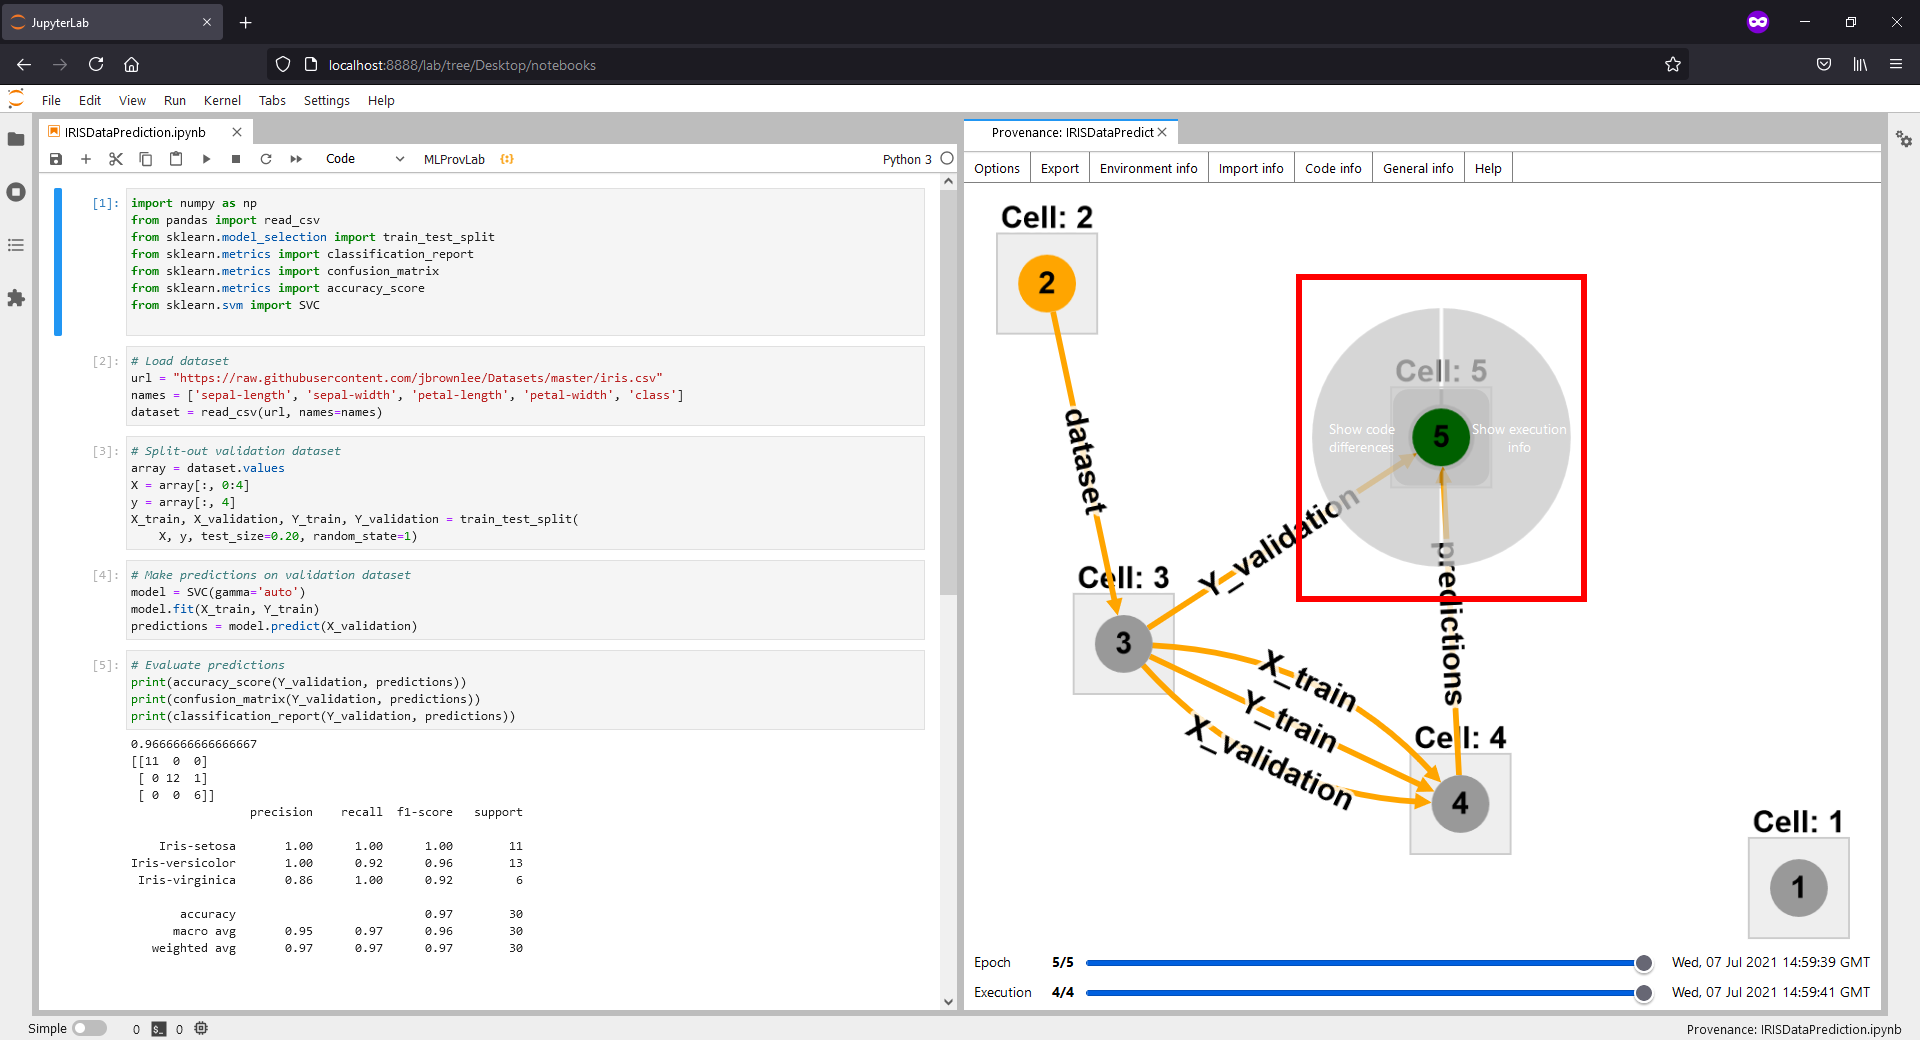 JupyterLab
localhost:8888/lab/tree/Desktop/notebooks
File Edit View Run Kernel Tabs Settings Help
IRISDataPrediction.ipynb
Code MLProvLab Python 3
[1]: import numpy as np
from pandas import read_csv
from sklearn.model_selection import train_test_split
from sklearn.metrics import classification_report
from sklearn.metrics import confusion_matrix
from sklearn.metrics import accuracy_score
from sklearn.svm import SVC
[2]: # Load dataset
url = "https://raw.githubusercontent.com/jbrownlee/Datasets/master/iris.csv"
names = ['sepal-length', 'sepal-width', 'petal-length', 'petal-width', 'class']
dataset = read_csv(url, names=names)
[3]: # Split-out validation dataset
array = dataset.values
X = array[:, 0:4]
y = array[:, 4]
X_train, X_validation, Y_train, Y_validation = train_test_split(
    X, y, test_size=0.20, random_state=1)
[4]: # Make predictions on validation dataset
model = SVC(gamma='auto')
model.fit(X_train, Y_train)
predictions = model.predict(X_validation)
[5]: # Evaluate predictions
print(accuracy_score(Y_validation, predictions))
print(confusion_matrix(Y_validation, predictions))
print(classification_report(Y_validation, predictions))
0.9666666666666667
[[11  0  0]
 [ 0 12  1]
 [ 0  0  6]]
precision recall f1-score support
Iris-setosa 1.00 1.00 1.00 11
Iris-versicolor 1.00 0.92 0.96 13
Iris-virginica 0.86 1.00 0.92 6
accuracy 0.97 30
macro avg 0.95 0.97 0.96 30
weighted avg 0.97 0.97 0.97 30
Provenance: IRISDataPredict
Options Export Environment info Import info Code info General info Help
Cell: 2
2
dataset
Cell: 5
5
Show code
differences
Show execution
info
Y_validation
predictions
Cell: 3
3
X_train
Y_train
X_validation
Cell: 4
4
Cell: 1
1
Epoch 5/5 Wed, 07 Jul 2021 14:59:39 GMT
Execution 4/4 Wed, 07 Jul 2021 14:59:41 GMT
Simple 0 $_ 0
Provenance: IRISDataPrediction.ipynb